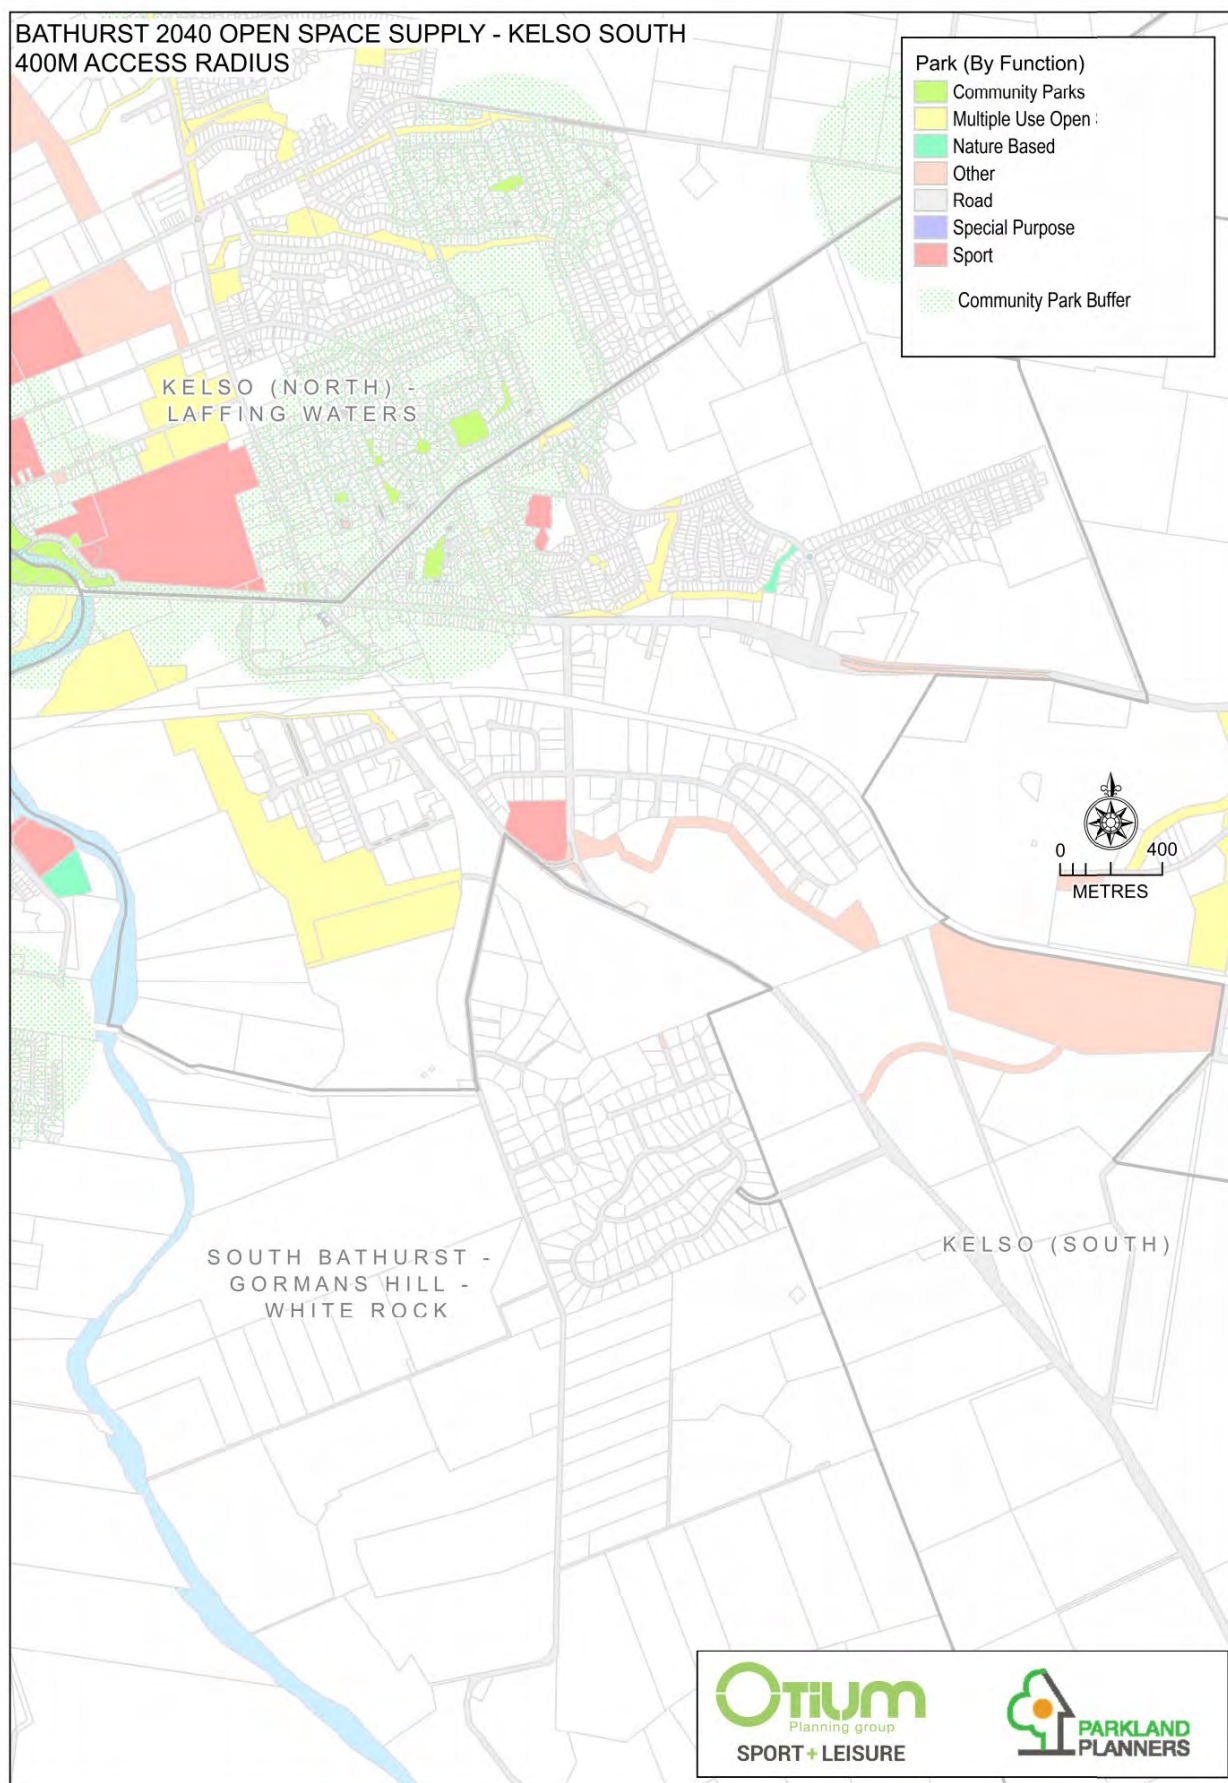 BATHURST 2040 OPEN SPACE SUPPLY - KELSO SOUTH
400M ACCESS RADIUS
Park (By Function)
Community Parks
Multiple Use Open
Nature Based
Other
Road
Special Purpose
Sport
Community Park Buffer
KELSO (NORTH) -
LAFFING WATERS
0 400
METRES
KELSO (SOUTH)
SOUTH BATHURST -
GORMANS HILL -
WHITE ROCK
OTiUM
Planning group
SPORT + LEISURE
PARKLAND
PLANNERS